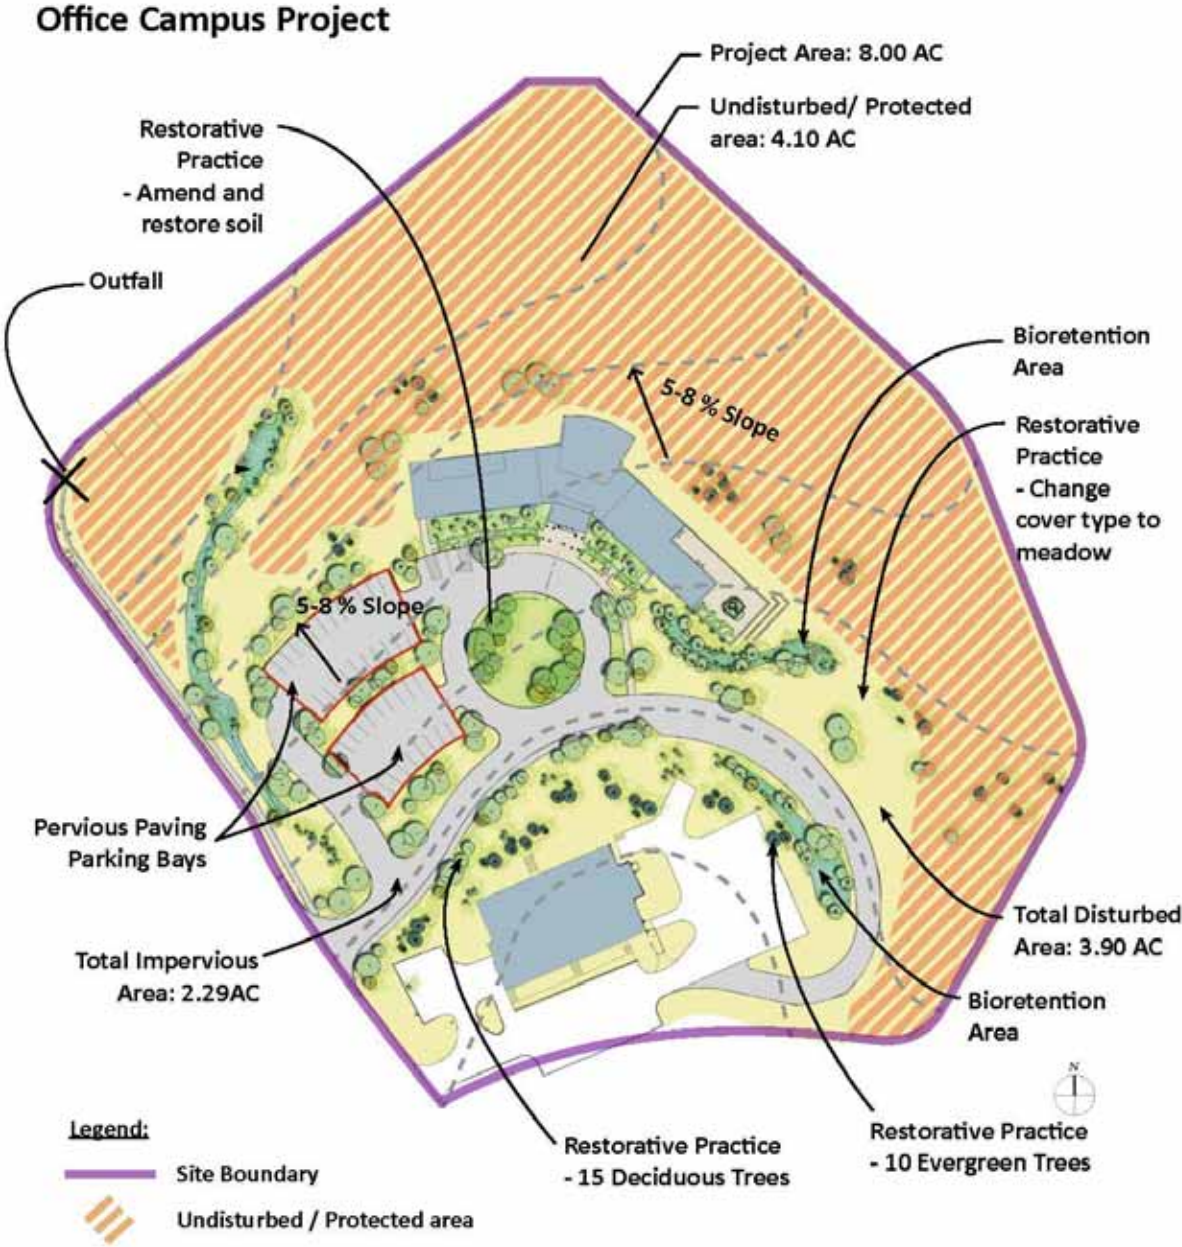 Office Campus Project
Project Area: 8.00 AC
Undisturbed/ Protected
area: 4.10 AC
Restorative
Practice
- Amend and
restore soil
Outfall
Bioretention
Area
5-8 % Slope
Restorative
Practice
- Change
cover type to
meadow
5-8 % Slope
Pervious Paving
Parking Bays
Total Disturbed
Area: 3.90 AC
Total Impervious
Area: 2.29AC
Bioretention
Area
N
Restorative Practice
- 15 Deciduous Trees
Restorative Practice
- 10 Evergreen Trees
Legend:
Site Boundary
Undisturbed / Protected area